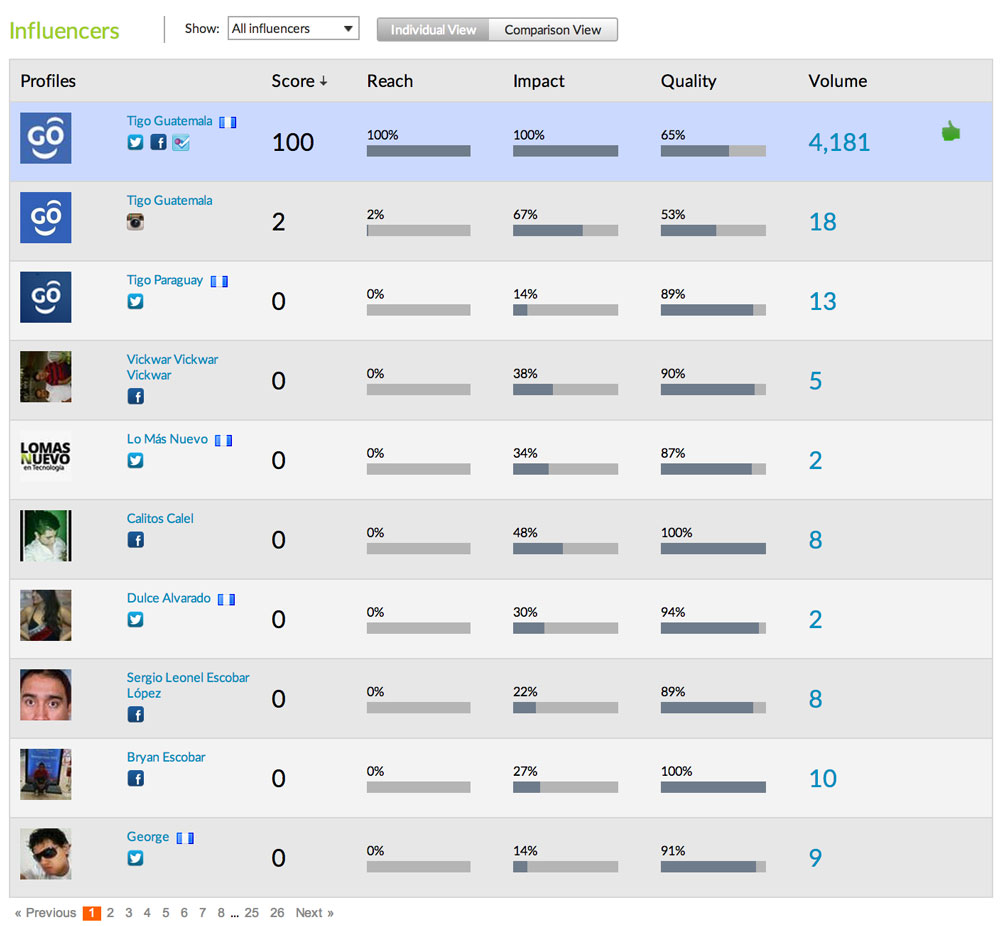 Influencers Show: All influencers Individual View Comparison View
Profiles Score ↓ Reach Impact Quality Volume
GO
Tigo Guatemala
100 100% 100% 65% 4,181
GO
Tigo Guatemala
2 2% 67% 53% 18
GO
Tigo Paraguay
0 0% 14% 89% 13
Vickwar Vickwar
Vickwar
0 0% 38% 90% 5
LOMAS
NUEVO
en Tecnología
Lo Más Nuevo
0 0% 34% 87% 2
Calitos Calel
0 0% 48% 100% 8
Dulce Alvarado
0 0% 30% 94% 2
Sergio Leonel Escobar
López
0 0% 22% 89% 8
Bryan Escobar
0 0% 27% 100% 10
George
0 0% 14% 91% 9
« Previous 1 2 3 4 5 6 7 8 ... 25 26 Next »